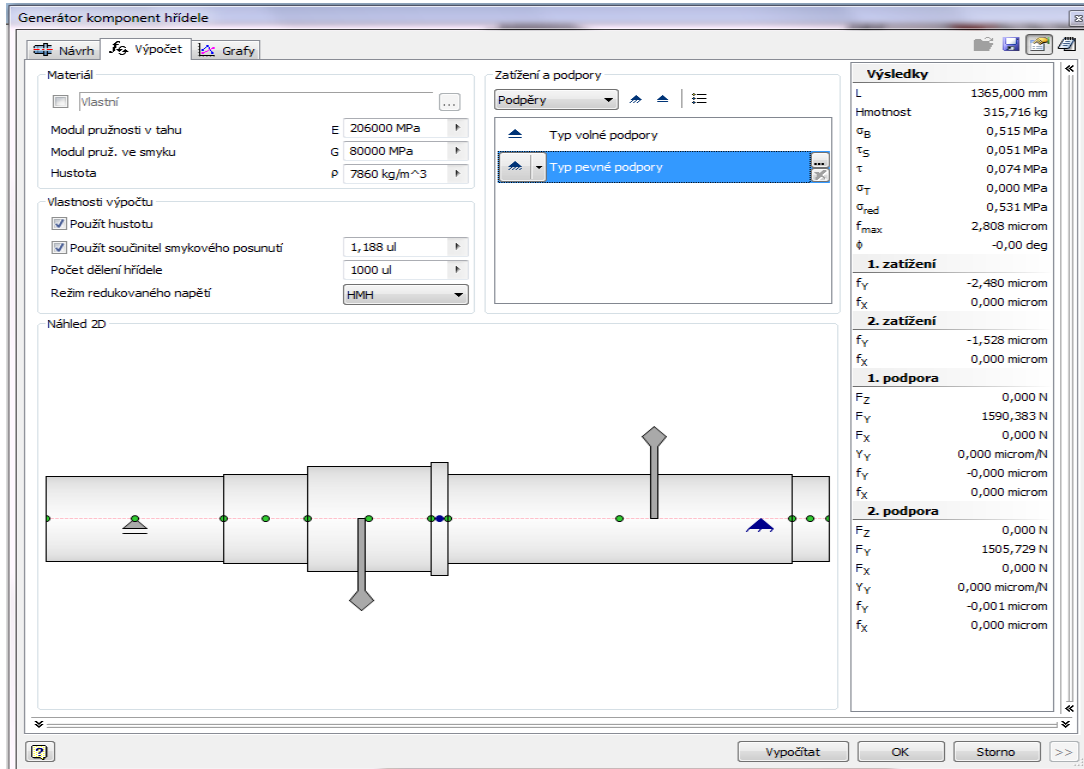 Generátor komponent hřídele
Návrh Výpočet Grafy
Materiál
Vlastní ...
Modul pružnosti v tahu E 206000 MPa
Modul pruž. ve smyku G 80000 MPa
Hustota ρ 7860 kg/m^3
Vlastnosti výpočtu
Použít hustotu
Použít součinitel smykového posunutí 1,188 ul
Počet dělení hřídele 1000 ul
Režim redukovaného napětí HMH
Zatížení a podpory
Podpěry
Typ volné podpory
Typ pevné podpory ...
Náhled 2D
Výsledky
L 1365,000 mm
Hmotnost 315,716 kg
σB 0,515 MPa
τS 0,051 MPa
τ 0,074 MPa
σT 0,000 MPa
σred 0,531 MPa
fmax 2,808 microm
ϕ -0,00 deg
1. zatížení
fY -2,480 microm
fX 0,000 microm
2. zatížení
fY -1,528 microm
fX 0,000 microm
1. podpora
FZ 0,000 N
FY 1590,383 N
FX 0,000 N
YY 0,000 microm/N
fY -0,000 microm
fX 0,000 microm
2. podpora
FZ 0,000 N
FY 1505,729 N
FX 0,000 N
YY 0,000 microm/N
fY -0,001 microm
fX 0,000 microm
? Vypočítat OK Storno >>